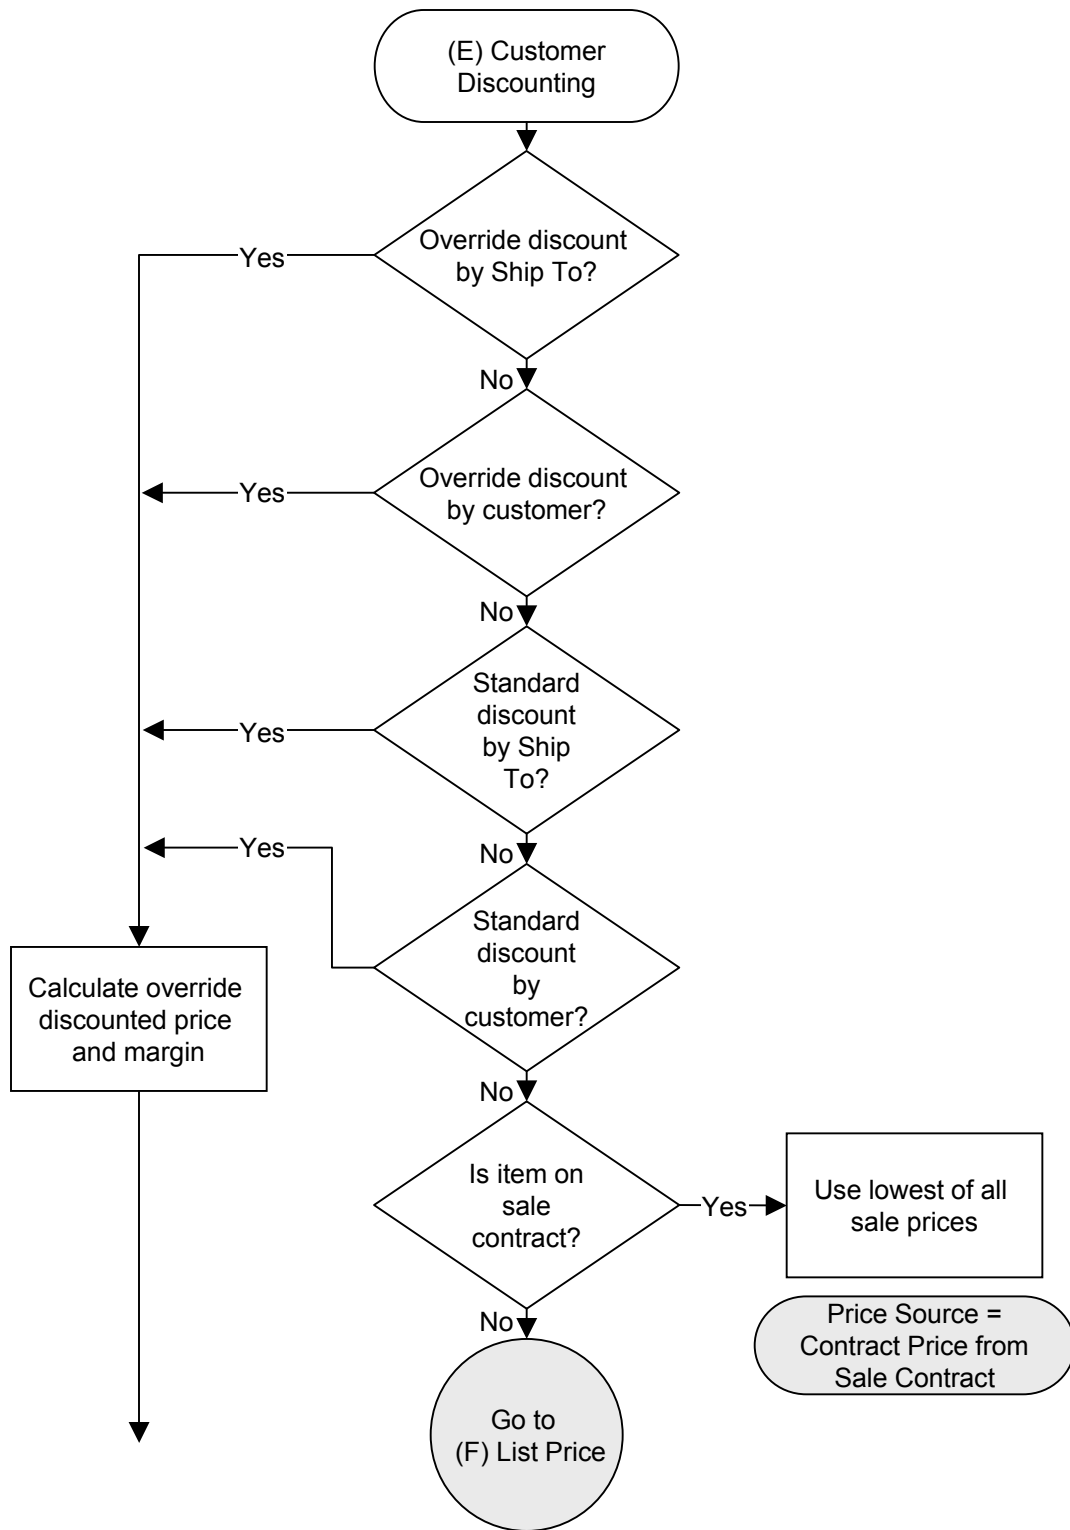 (E) Customer
Discounting
Override discount
by Ship To?
Yes
No
Override discount
by customer?
Yes
No
Standard
discount
by Ship
To?
Yes
No
Yes
Standard
discount
by
customer?
Calculate override
discounted price
and margin
No
Is item on
sale
contract?
Yes
Use lowest of all
sale prices
No
Price Source =
Contract Price from
Sale Contract
Go to
(F) List Price